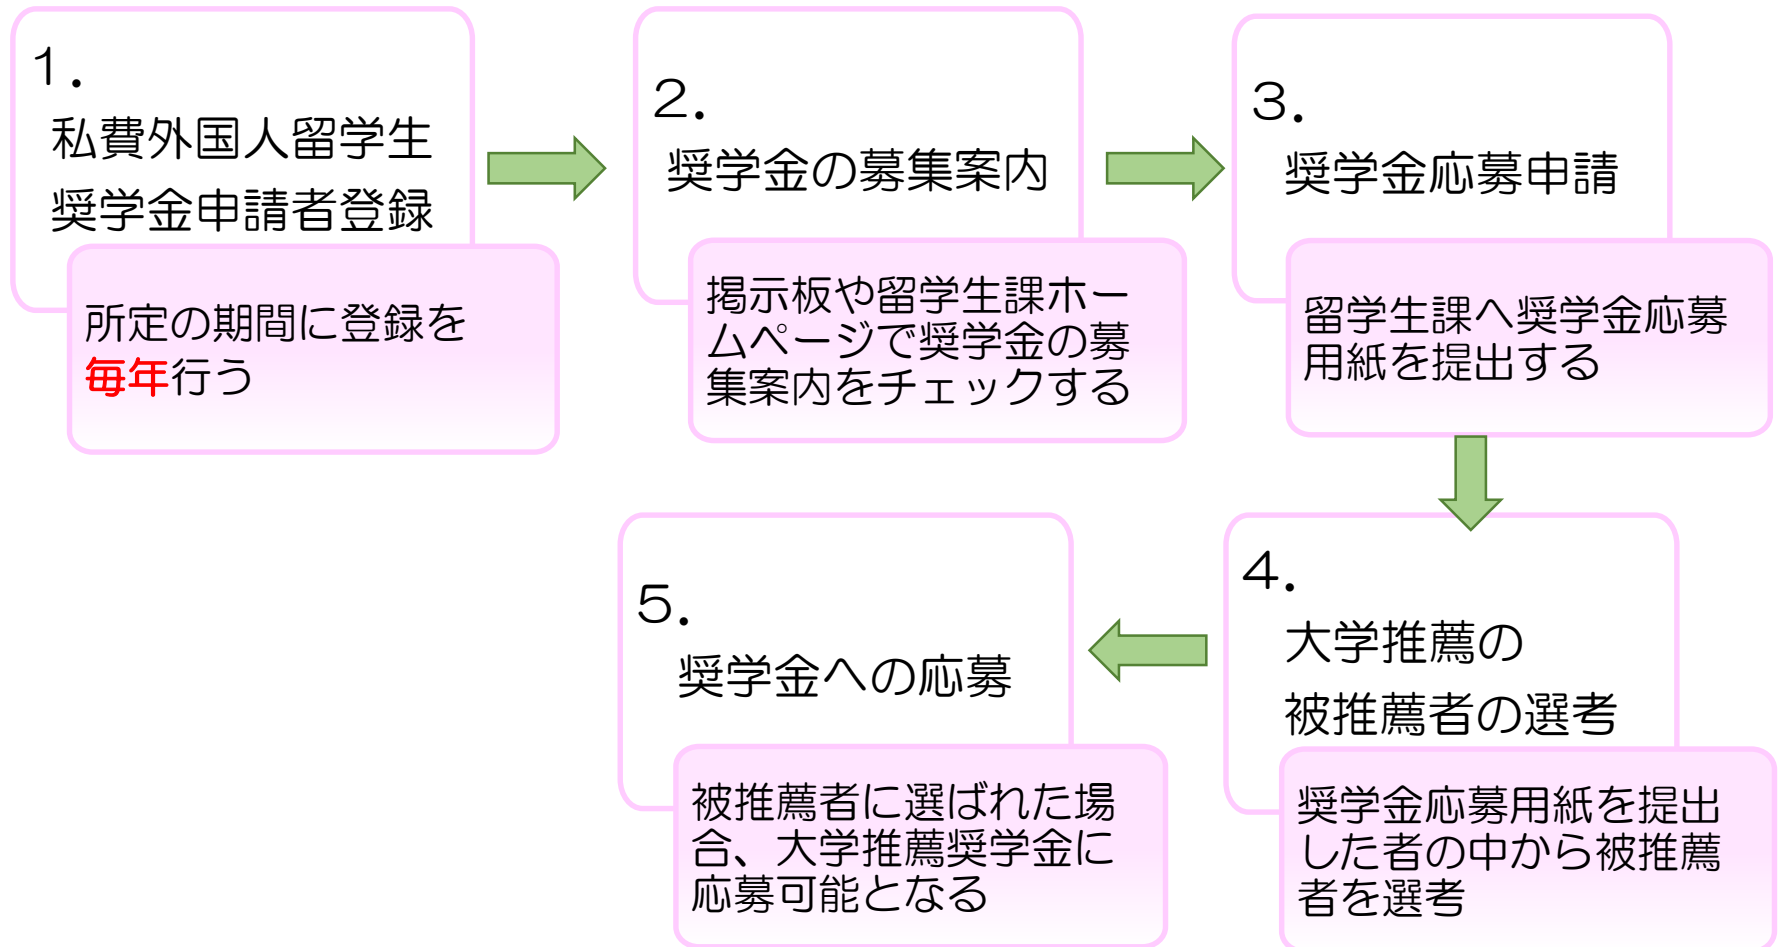 １．
私費外国人留学生
奨学金申請者登録
所定の期間に登録を
毎年行う
２．
奨学金の募集案内
掲示板や留学生課ホー
ムページで奨学金の募
集案内をチェックする
３．
奨学金応募申請
留学生課へ奨学金応募
用紙を提出する
４．
大学推薦の
被推薦者の選考
奨学金応募用紙を提出
した者の中から被推薦
者を選考
５．
奨学金への応募
被推薦者に選ばれた場
合、大学推薦奨学金に
応募可能となる